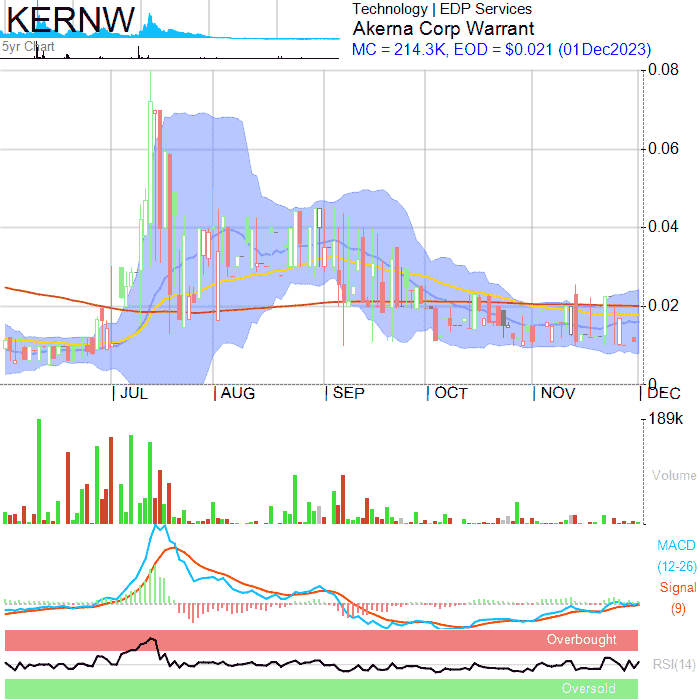 KERNW
5yr Chart
Technology | EDP Services
Akerna Corp Warrant
MC = 214.3K, EOD = $0.021 (01Dec2023)
0.08
0.06
0.04
0.02
0
JUL
AUG
SEP
OCT
NOV
DEC
189k
Volume
MACD
(12-26)
Signal
(9)
Overbought
RSI(14)
Oversold